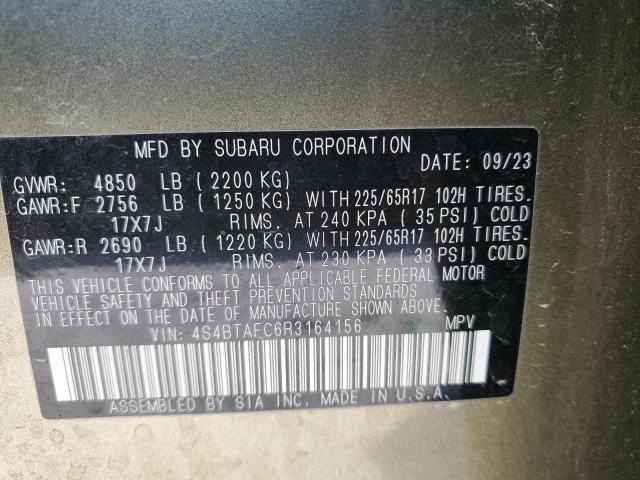 MFD BY SUBARU CORPORATION
DATE: 09/23
GVWR: 4850 LB ( 2200 KG)
GAWR:F 2756 LB ( 1250 KG) WITH 225/65R17 102H TIRES.
17X7J RIMS. AT 240 KPA ( 35 PSI) COLD
GAWR:R 2690 LB ( 1220 KG) WITH 225/65R17 102H TIRES.
17X7J RIMS. AT 230 KPA ( 33 PSI) COLD
THIS VEHICLE CONFORMS TO ALL APPLICABLE FEDERAL MOTOR
VEHICLE SAFETY AND THEFT PREVENTION STANDARDS IN EFFECT
ON THE DATE OF MANUFACTURE SHOWN ABOVE.
VIN: 4S4BTAFC6R3164156 MPV
ASSEMBLED BY SIA INC. MADE IN U.S.A.